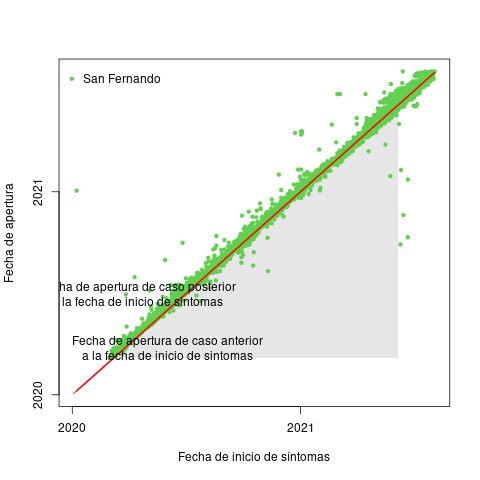 San Fernando
Fecha de apertura
2021
2020
ha de apertura de caso posterior
la fecha de inicio de síntomas
Fecha de apertura de caso anterior
a la fecha de inicio de síntomas
2020
2021
Fecha de inicio de síntomas